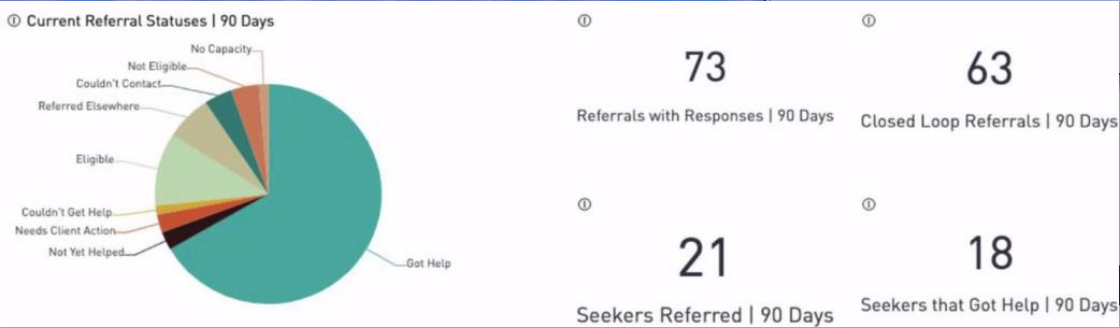 Current Referral Statuses | 90 Days
No Capacity
Not Eligible
Couldn't Contact
Referred Elsewhere
Eligible
Couldn't Get Help
Needs Client Action
Not Yet Helped
Got Help
73
Referrals with Responses | 90 Days
63
Closed Loop Referrals | 90 Days
21
Seekers Referred | 90 Days
18
Seekers that Got Help | 90 Days